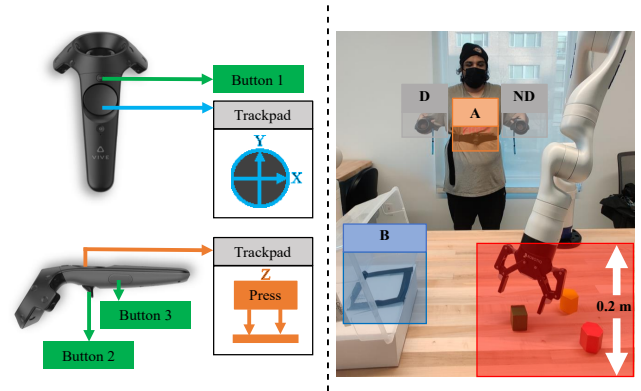 Button 1
Trackpad
Y
X
VIVE
Trackpad
Z
Press
Button 3
Button 2
D
ND
A
B
0.2 m